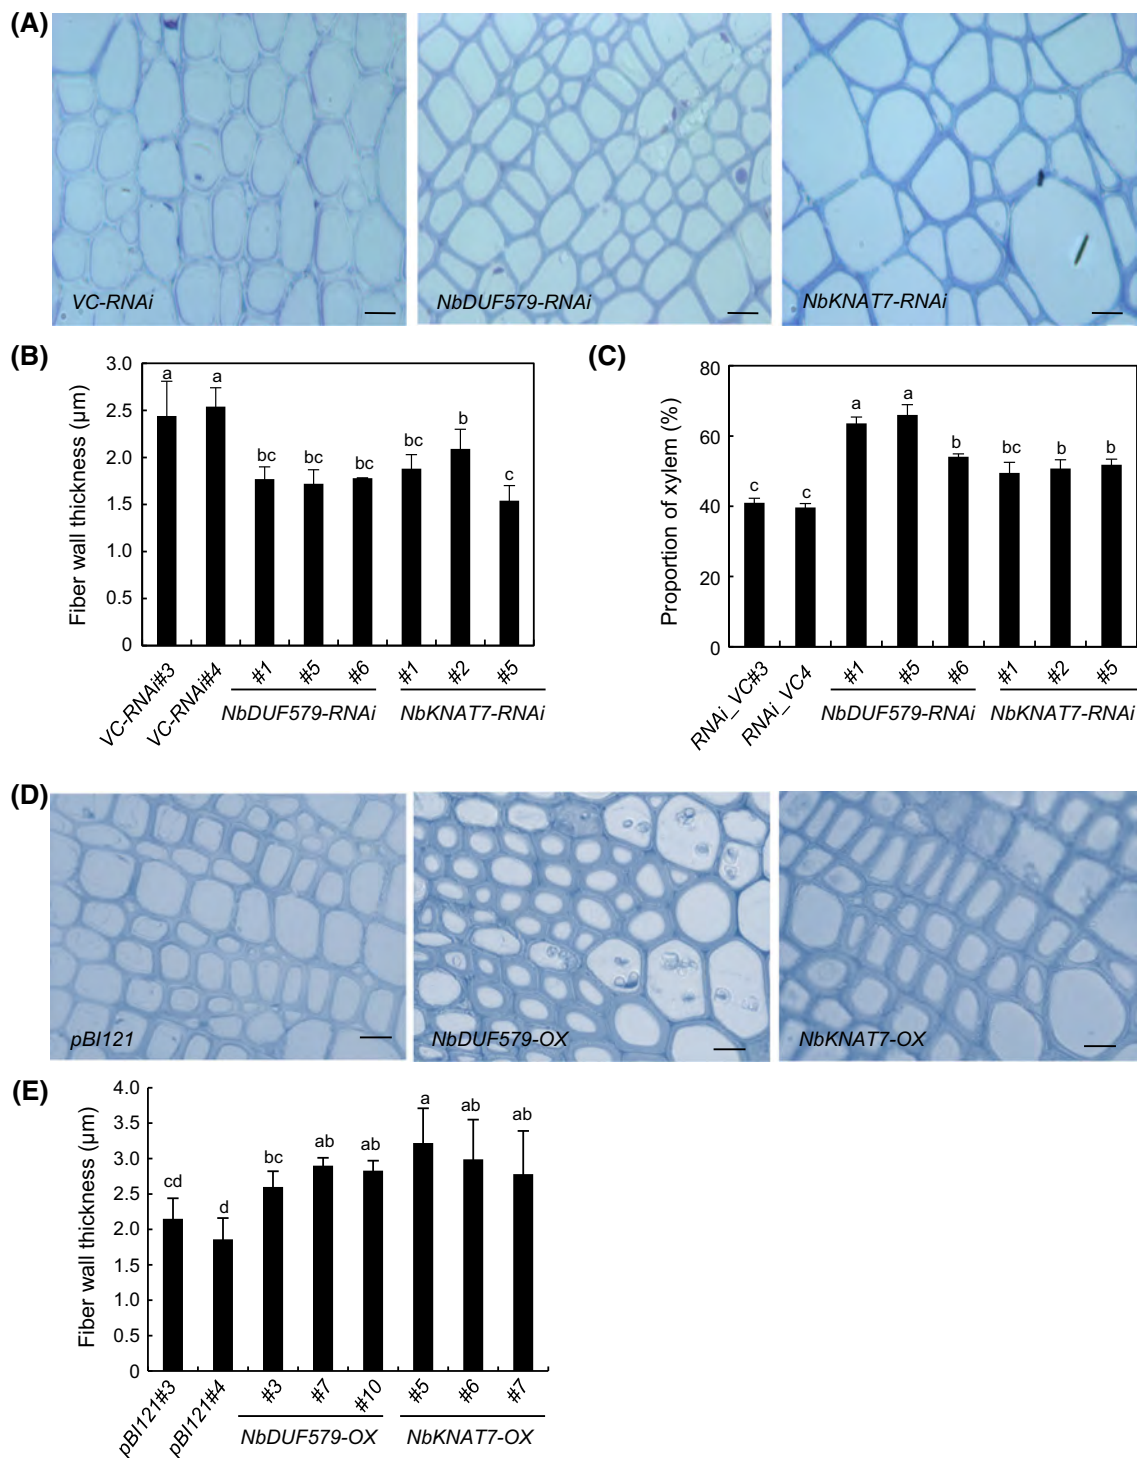 (A)
VC-RNAi
NbDUF579-RNAi
NbKNAT7-RNAi
(B)
Fiber wall thickness (µm)
3.0
2.5
2.0
1.5
1.0
0.5
0
a
a
bc
bc
bc
bc
b
c
VC-RNAi#3
VC-RNAi#4
#1
#5
#6
#1
#2
#5
NbDUF579-RNAi
NbKNAT7-RNAi
(C)
Proportion of xylem (%)
80
60
40
20
0
c
c
a
a
b
bc
b
b
RNAi_VC#3
RNAi_VC4
#1
#5
#6
#1
#2
#5
NbDUF579-RNAi
NbKNAT7-RNAi
(D)
pBI121
NbDUF579-OX
NbKNAT7-OX
(E)
Fiber wall thickness (µm)
4.0
3.5
3.0
2.5
2.0
1.5
1.0
0.5
0
cd
d
bc
ab
ab
a
ab
ab
pBI121#3
pBI121#4
#3
#7
#10
#5
#6
#7
NbDUF579-OX
NbKNAT7-OX